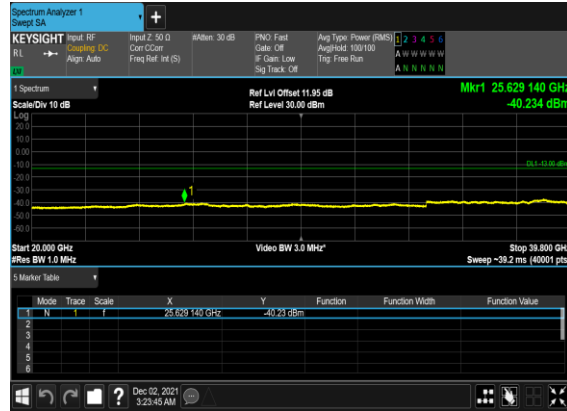 Spectrum Analyzer 1
Swept SA
+
KEYSIGHT Input: RF Input Z: 50 Ω #Atten: 30 dB PNO: Fast Avg Type: Power (RMS) 1 2 3 4 5 6
RL Coupling: DC Corr CCorr Gate: Off Avg|Hold: 100/100 A W W W W W
Align: Auto Freq Ref: Int (S) IF Gain: Low Trig: Free Run
Sig Track: Off A N N N N N
1 Spectrum Ref Lvl Offset 11.95 dB Mkr1 25.629 140 GHz
Scale/Div 10 dB Ref Level 30.00 dBm -40.234 dBm
Log
20.0
10.0
0.00
-10.0 DL1 -13.00 dBm
-20.0
-30.0 1
-40.0
-50.0
-60.0
Start 20.000 GHz Video BW 3.0 MHz* Stop 39.800 GHz
#Res BW 1.0 MHz Sweep ~39.2 ms (40001 pts)
5 Marker Table
Mode Trace Scale X Y Function Function Width Function Value
1 N 1 f 25.629 140 GHz -40.23 dBm
2
3
4
5
6
? Dec 02, 2021
3:23:45 AM